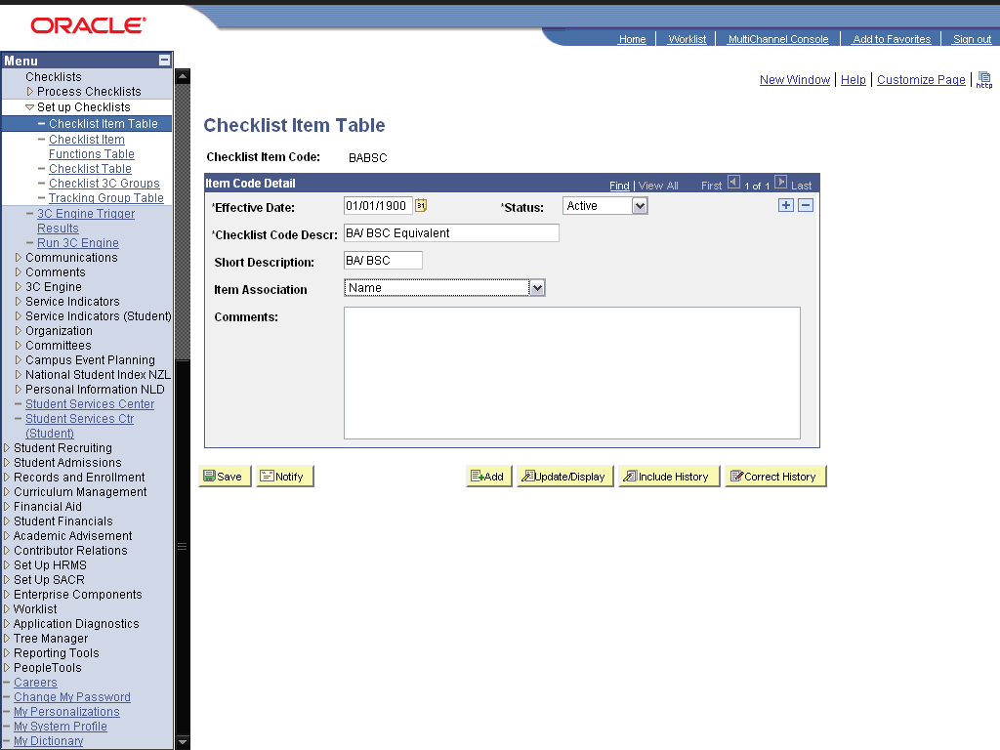 ORACLE®
Home
Worklist
MultiChannel Console
Add to Favorites
Sign out
Menu
New Window | Help | Customize Page | http
Checklists
Process Checklists
Set up Checklists
Checklist Item Table
Checklist Item
Functions Table
Checklist Table
Checklist 3C Groups
Tracking Group Table
3C Engine Trigger
Results
Run 3C Engine
Communications
Comments
3C Engine
Service Indicators
Service Indicators (Student)
Organization
Committees
Campus Event Planning
National Student Index NZL
Personal Information NLD
Student Services Center
Student Services Ctr
(Student)
Student Recruiting
Student Admissions
Records and Enrollment
Curriculum Management
Financial Aid
Student Financials
Academic Advisement
Contributor Relations
Set Up HRMS
Set Up SACR
Enterprise Components
Worklist
Application Diagnostics
Tree Manager
Reporting Tools
PeopleTools
Careers
Change My Password
My Personalizations
My System Profile
My Dictionary
Checklist Item Table
Checklist Item Code: BABSC
Item Code Detail Find | View All First 1 of 1 Last
*Effective Date: 01/01/1900 31 *Status: Active
*Checklist Code Descr: BA/ BSC Equivalent
Short Description: BA/ BSC
Item Association Name
Comments:
Save Notify Add Update/Display Include History Correct History